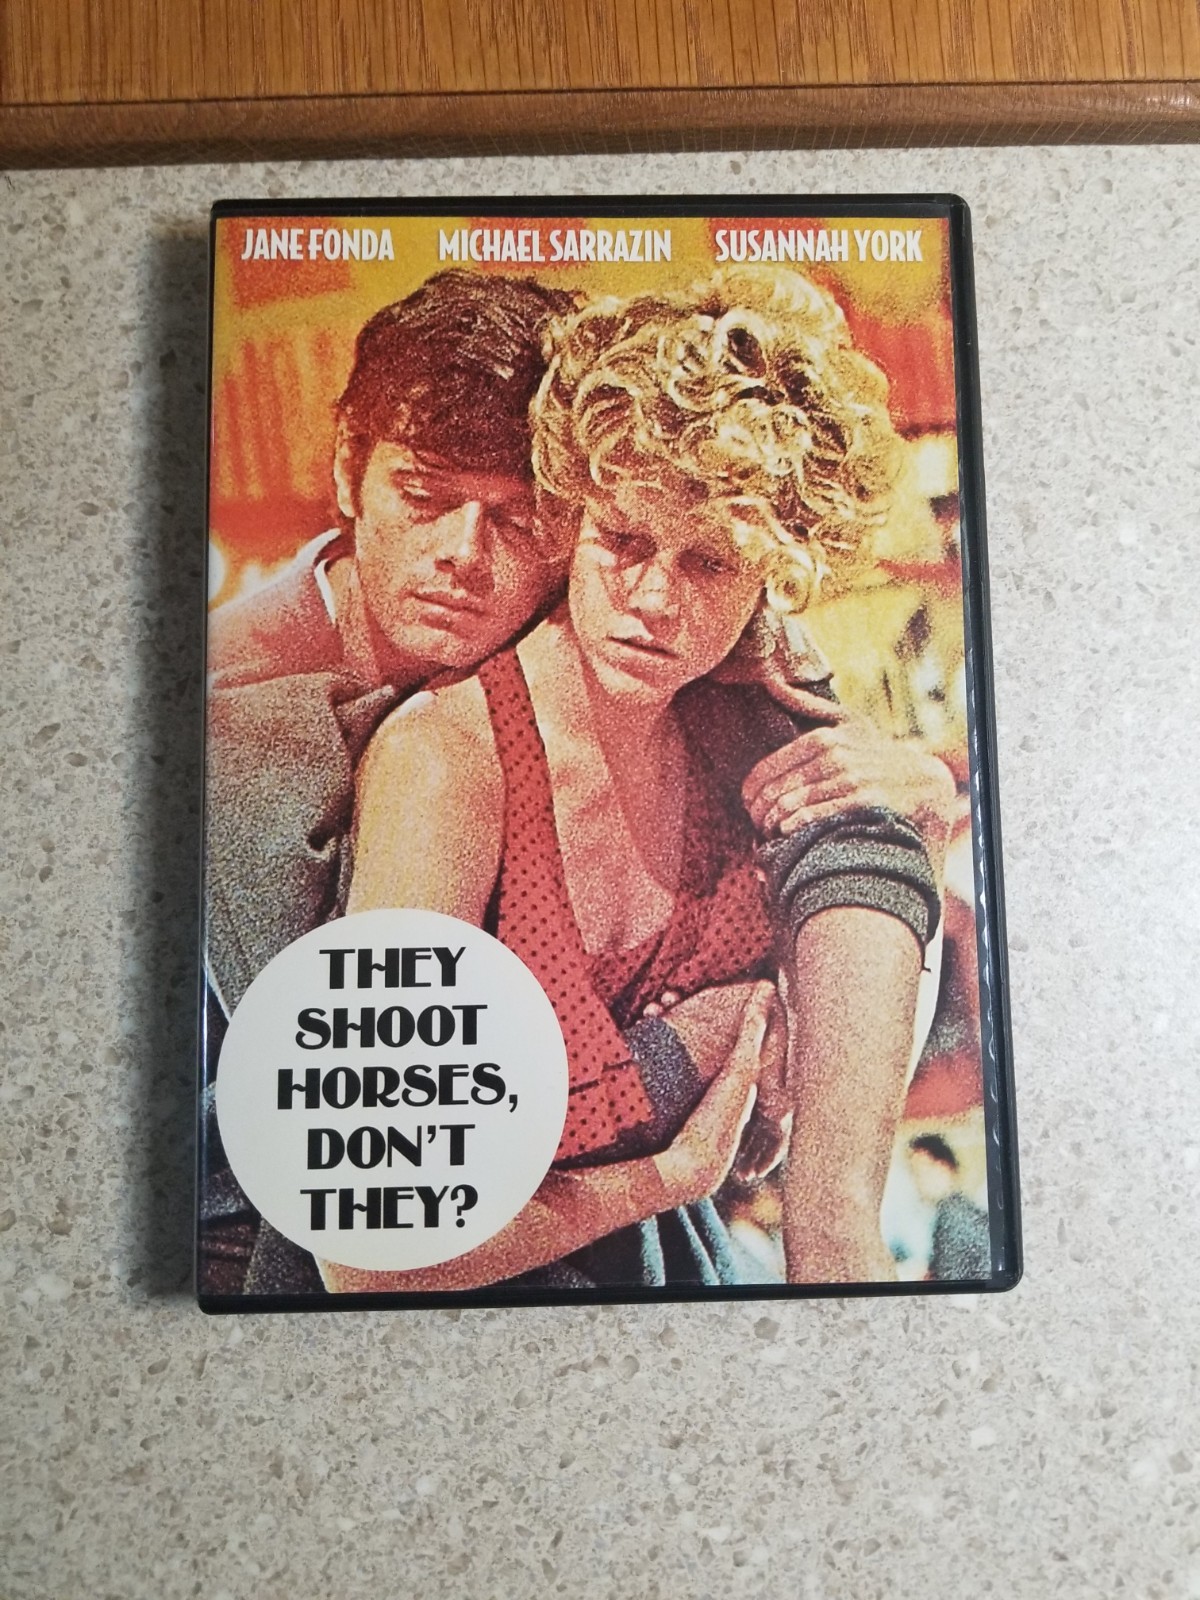 JANE FONDA MICHAEL SARRAZIN SUSANNAH YORK
THEY
SHOOT
HORSES,
DON'T
THEY?